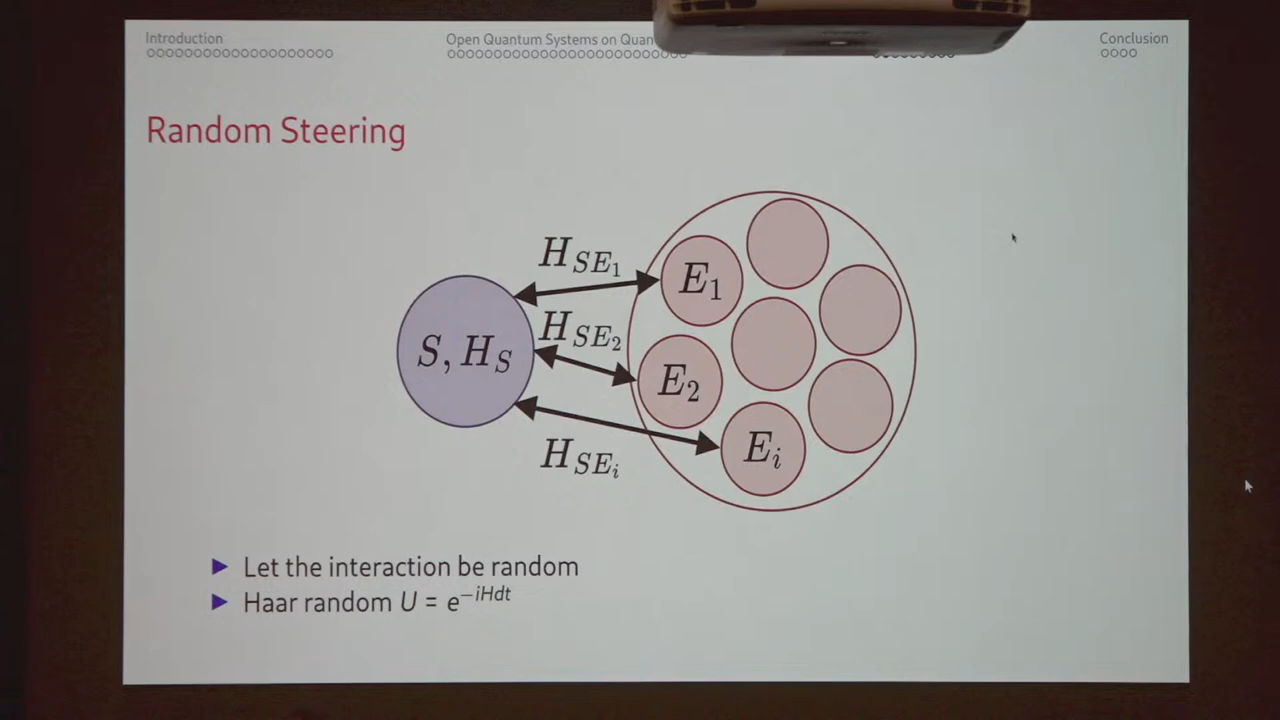 Introduction
Open Quantum Systems on
Conclusion
Random Steering
H_{SE_1}
E_1
H_{SE_2}
S, H_S
E_2
E_i
H_{SE_i}
▶ Let the interaction be random
▶ Haar random U = e^{-iHdt}